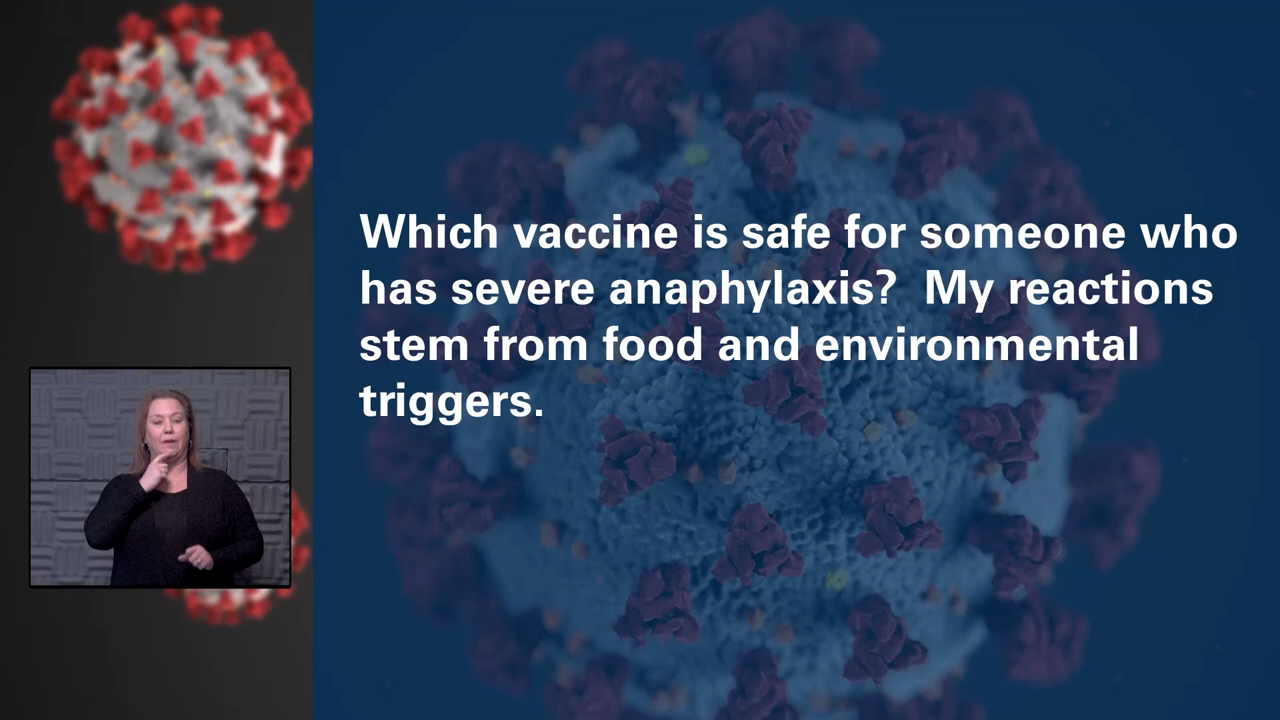 Which vaccine is safe for someone who
has severe anaphylaxis?  My reactions
stem from food and environmental
triggers.